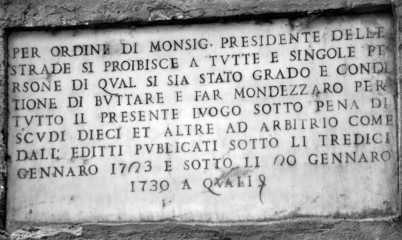 PER ORDINE DI MONSIG. PRESIDENTE DELLE
STRADE SI PROIBISCE A TVTTE E SINGOLE PE
RSONE DI QVAL SI SIA STATO GRADO E CONDI
TIONE DI BVTTARE E FAR MONDEZZARO PER
TVTTO IL PRESENTE LVOGO SOTTO PENA DI
SCVDI DIECI ET ALTRE AD ARBITRIO COME
DALL EDITTI PVBLICATI SOTTO LI TREDICI
GENNARO E SOTTO LI GENNARO
1730 A QVALI